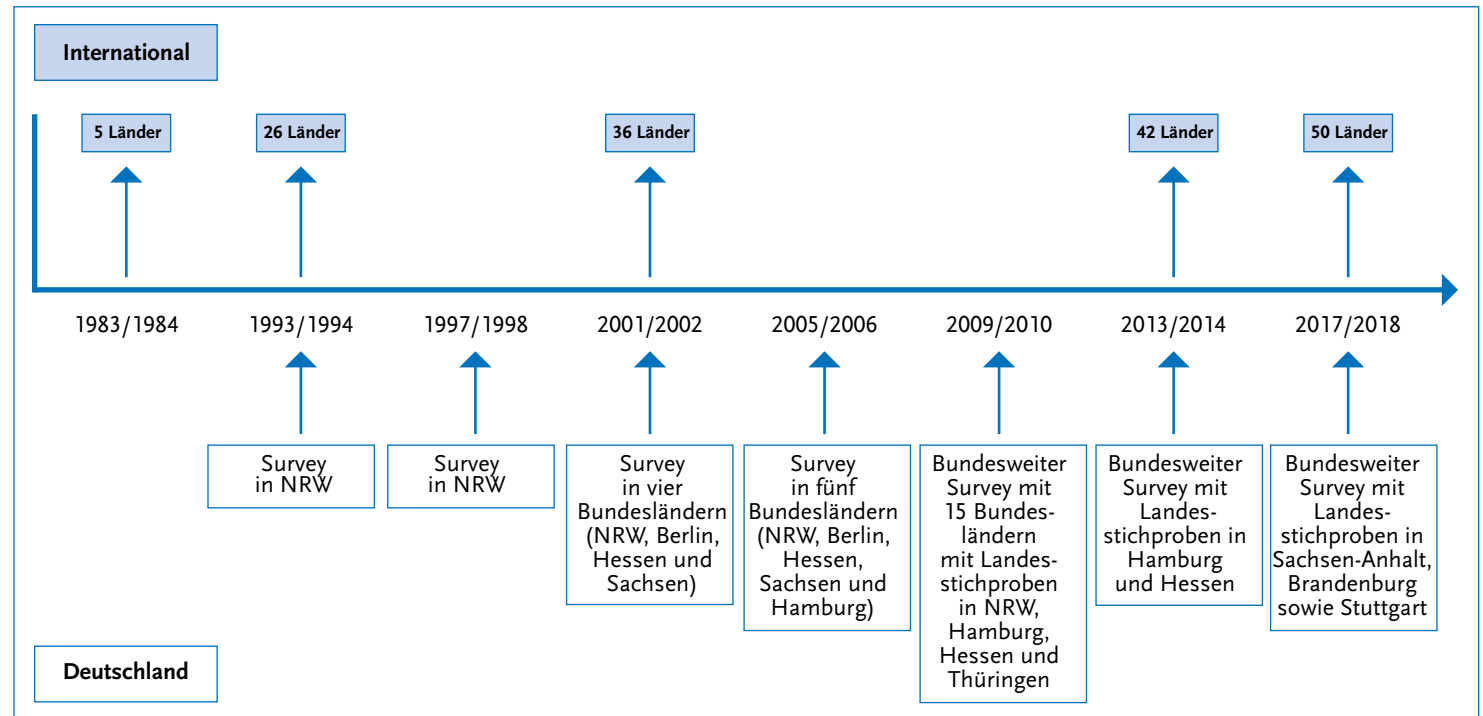 International
5 Länder
26 Länder
36 Länder
42 Länder
50 Länder
1983/1984
1993/1994
1997/1998
2001/2002
2005/2006
2009/2010
2013/2014
2017/2018
Survey
in NRW
Survey
in NRW
Survey
in vier
Bundesländern
(NRW, Berlin,
Hessen und
Sachsen)
Survey
in fünf
Bundesländern
(NRW, Berlin,
Hessen,
Sachsen und
Hamburg)
Bundesweiter
Survey mit
15 Bundes-
ländern
mit Landes-
stichproben
in NRW,
Hamburg,
Hessen und
Thüringen
Bundesweiter
Survey mit
Landes-
stichproben in
Hamburg
und Hessen
Bundesweiter
Survey mit
Landes-
stichproben in
Sachsen-Anhalt,
Brandenburg
sowie Stuttgart
Deutschland